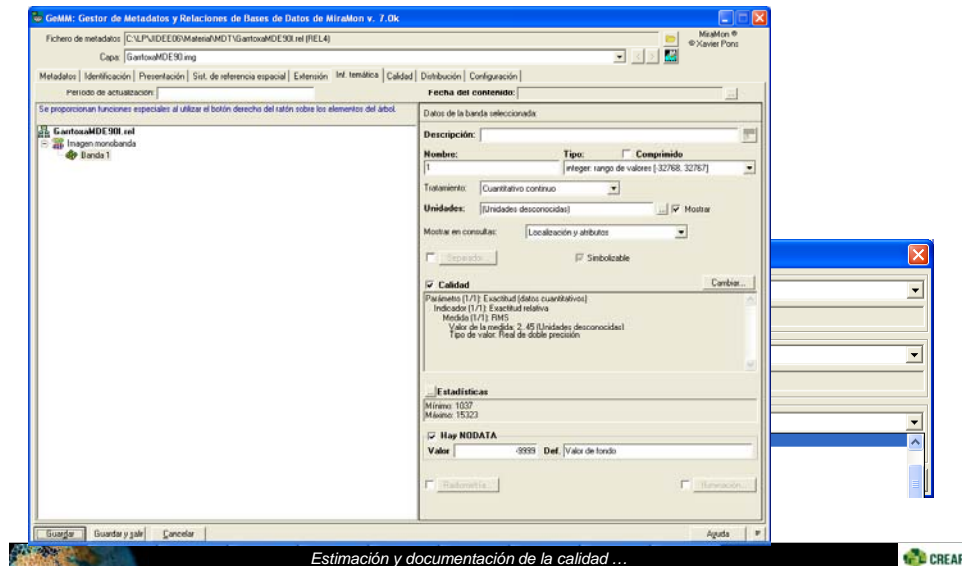 GeMM: Gestor de Metadatos y Relaciones de Bases de Datos de MiraMon v. 7.0k
Fichero de metadatos: C:\LP\JIDEE06\Material\MDT\GantoxaMDE90I.rel (REL4)
MiraMon ®
© Xavier Pons
Capa: GantoxaMDE90.img
Metadatos Identificación Presentación Sist. de referencia espacial Extensión Inf. temática Calidad Distribución Configuración
Período de actualización: Fecha del contenido: ...
Se proporcionan funciones especiales al utilizar el botón derecho del ratón sobre los elementos del árbol.
GantoxaMDE90I.rel
Imagen monobanda
Banda 1
Datos de la banda seleccionada:
Descripción:
Nombre: Tipo: Comprimido
1 integer: rango de valores [-32768, 32767]
Tratamiento: Cuantitativo continuo
Unidades: (Unidades desconocidas) ... Mostrar
Mostrar en consultas: Localización y atributos
Separada... Simbolizable
Calidad Cambiar...
Parámetro (1/1): Exactitud (datos cuantitativos)
Indicador (1/1): Exactitud relativa
Medida (1/1): RMS
Valor de la medida: 2.45 (Unidades desconocidas)
Tipo de valor: Real de doble precisión
... Estadísticas
Mínimo: 1037
Máximo: 15323
Hay NODATA
Valor -9999 Def. Valor de fondo
Radiometría...
Guardar Guardar y salir Cancelar Ayuda
Estimación y documentación de la calidad …
CREAF